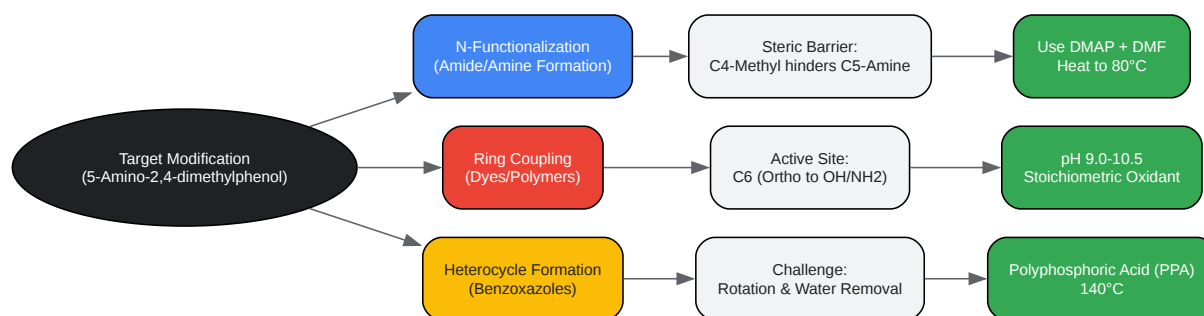 Target Modification
(5-Amino-2,4-dimethylphenol)
N-Functionalization
(Amide/Amine Formation)
Steric Barrier:
C4-Methyl hinders C5-Amine
Use DMAP + DMF
Heat to 80°C
Ring Coupling
(Dyes/Polymers)
Active Site:
C6 (Ortho to OH/NH2)
pH 9.0-10.5
Stoichiometric Oxidant
Heterocycle Formation
(Benzoxazoles)
Challenge:
Rotation & Water Removal
Polyphosphoric Acid (PPA)
140°C